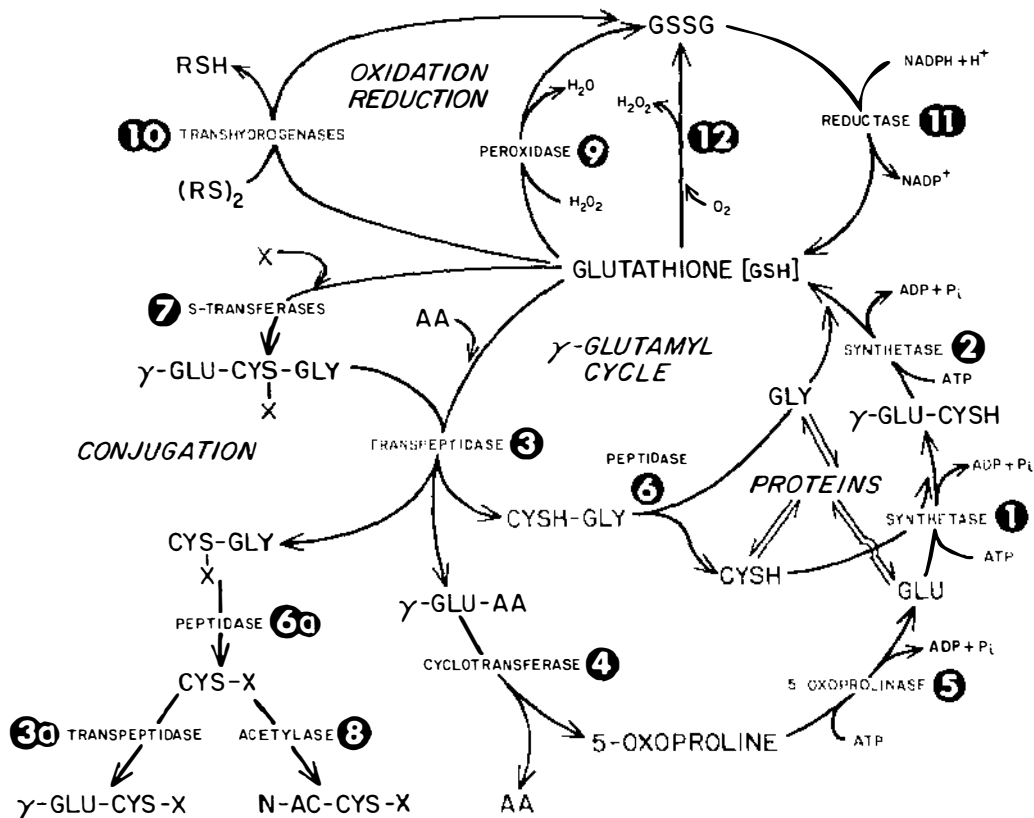 GSSG
RSH
OXIDATION
REDUCTION
NADPH + H+
H2O
H2O2
10 TRANSHYDROGENASES
PEROXIDASE 9
12
REDUCTASE 11
(RS)2
H2O2
O2
NADP+
X
GLUTATHIONE [GSH]
7 S-TRANSFERASES
ADP + Pi
AA
γ-GLUTAMYL
CYCLE
SYNTHETASE 2
γ-GLU-CYS-GLY
X
ATP
GLY
γ-GLU-CYSH
CONJUGATION
TRANSPEPTIDASE 3
PEPTIDASE
6
PROTEINS
ADP + Pi
CYSH-GLY
SYNTHETASE 1
CYS-GLY
X
CYSH
ATP
GLU
γ-GLU-AA
PEPTIDASE 6a
ADP + Pi
CYCLOTRANSFERASE 4
CYS-X
5 OXOPROLINASE 5
3a TRANSPEPTIDASE
ACETYLASE 8
5-OXOPROLINE
ATP
γ-GLU-CYS-X
N-AC-CYS-X
AA